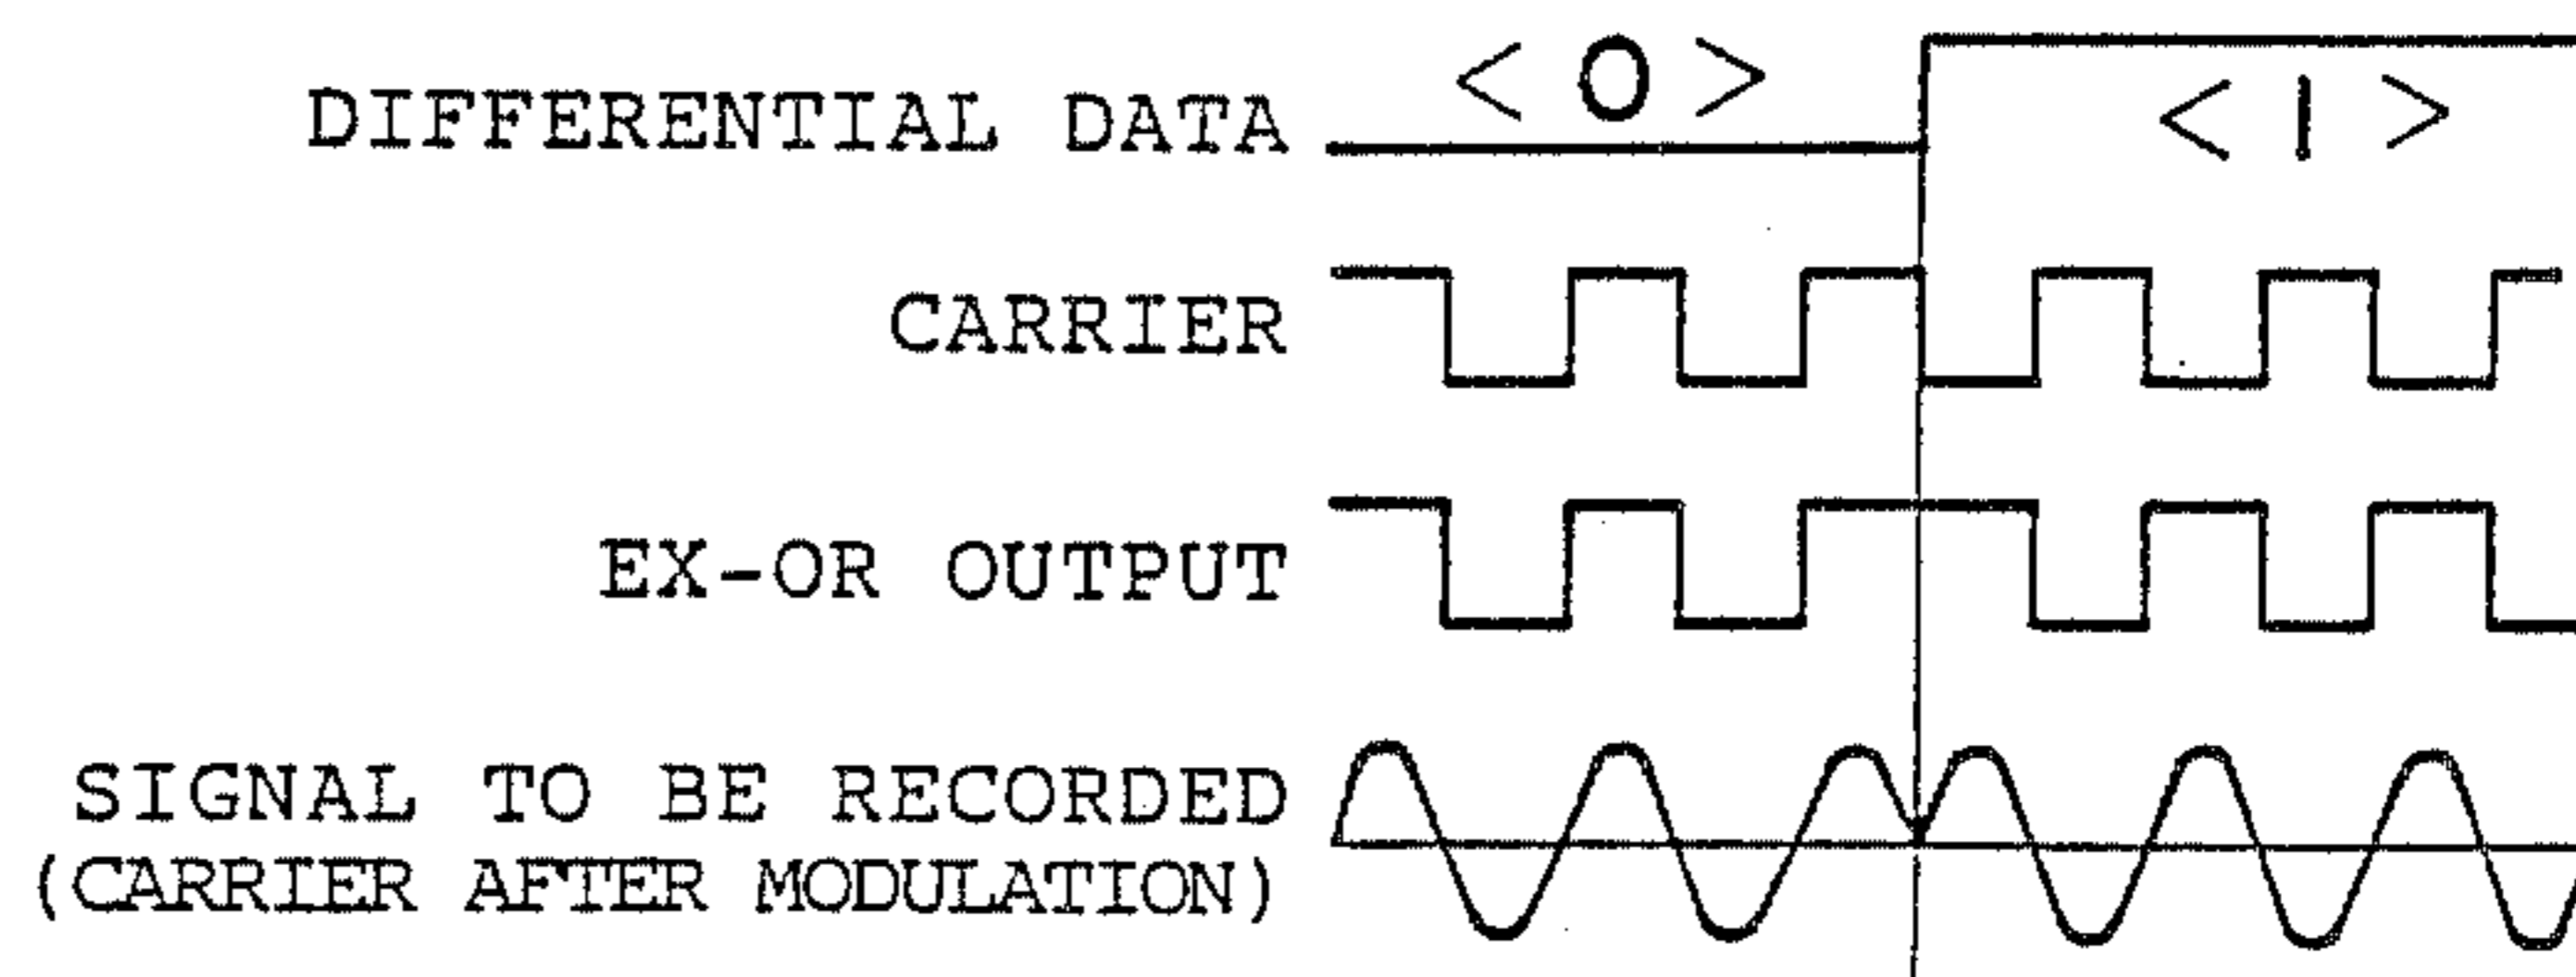 DIFFERENTIAL DATA < 0 > < 1 >
CARRIER
EX-OR OUTPUT
SIGNAL TO BE RECORDED
(CARRIER AFTER MODULATION)